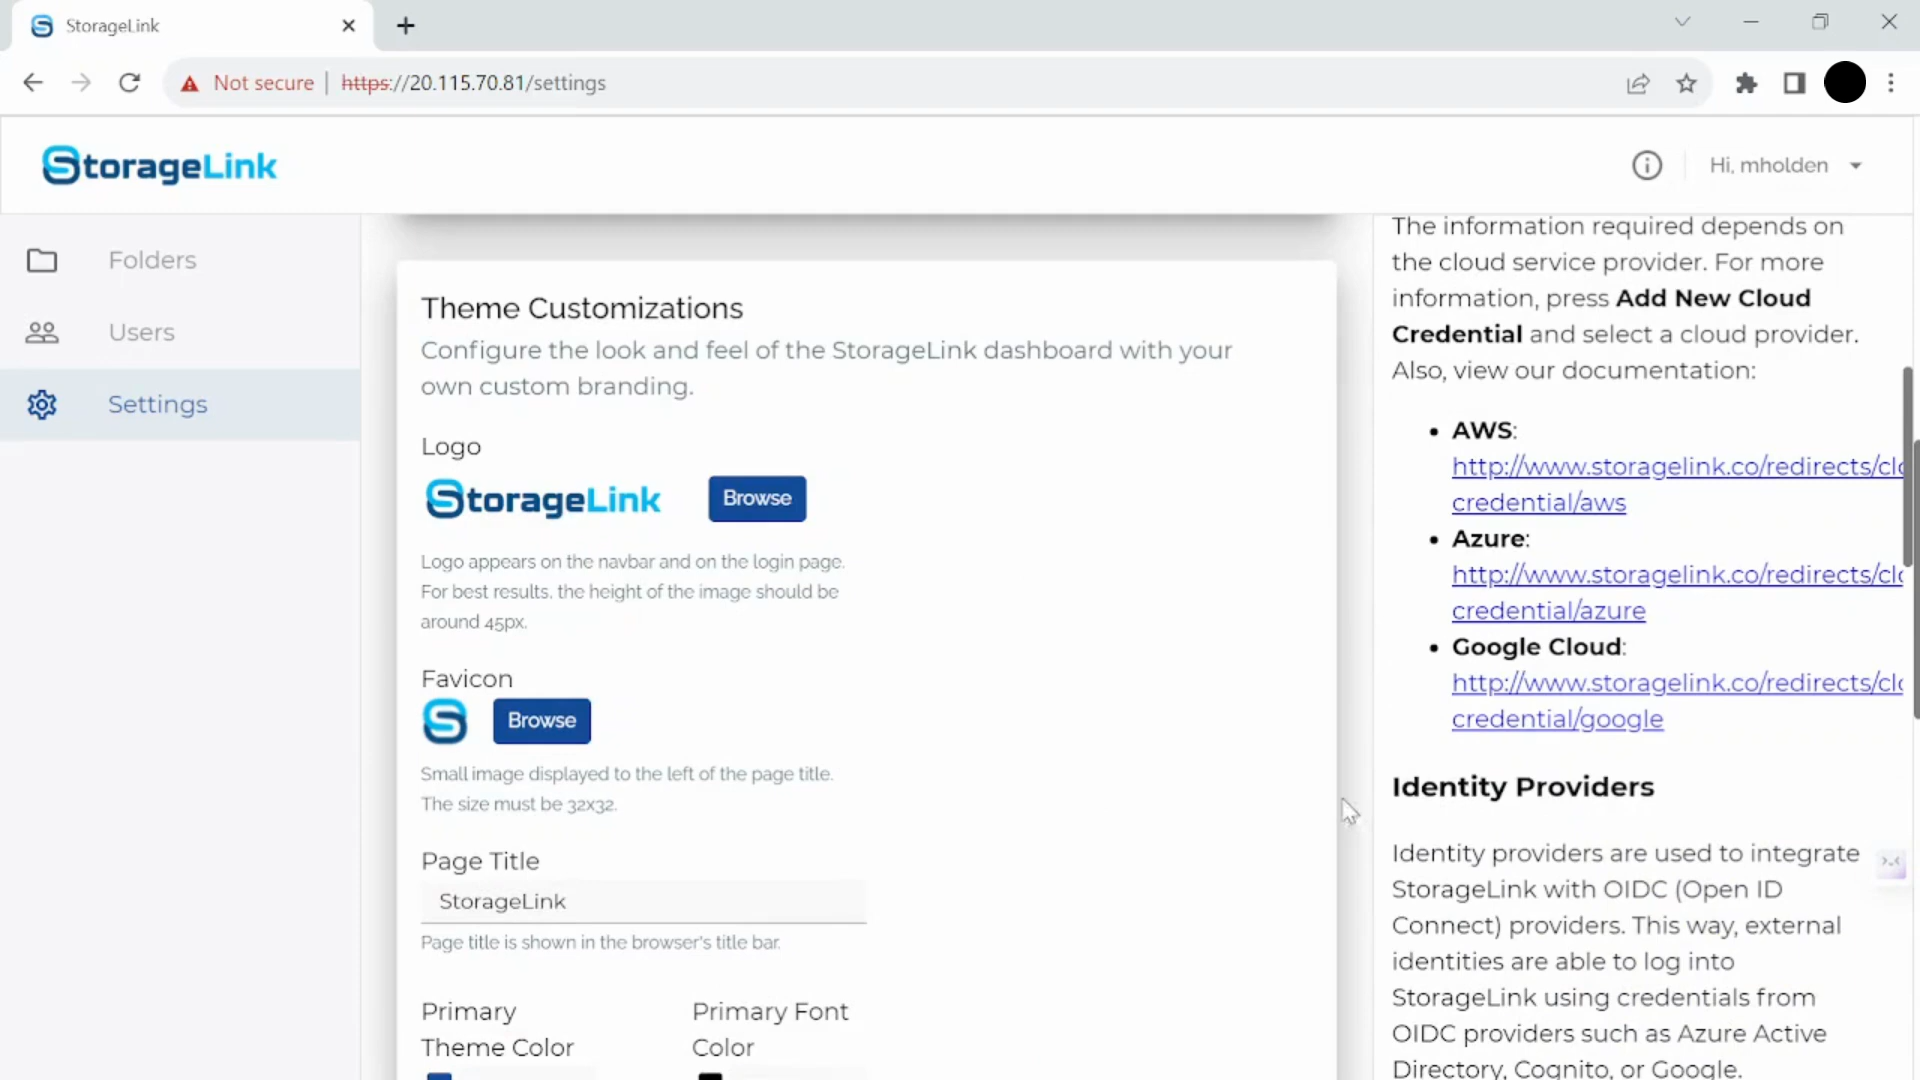 StorageLink
Not secure | https://20.115.70.81/settings
StorageLink
Hi, mholden
Folders
Users
Settings
Theme Customizations
Configure the look and feel of the StorageLink dashboard with your
own custom branding.
Logo
StorageLink
Browse
Logo appears on the navbar and on the login page.
For best results. the height of the image should be
around 45px.
Favicon
Browse
Small image displayed to the left of the page title.
The size must be 32x32.
Page Title
StorageLink
Page title is shown in the browser's title bar.
Primary
Theme Color
Primary Font
Color
The information required depends on
the cloud service provider. For more
information, press Add New Cloud
Credential and select a cloud provider.
Also, view our documentation:
• AWS:
http://www.storagelink.co/redirects/clo
credential/aws
• Azure:
http://www.storagelink.co/redirects/clo
credential/azure
• Google Cloud:
http://www.storagelink.co/redirects/clo
credential/google
Identity Providers
Identity providers are used to integrate
StorageLink with OIDC (Open ID
Connect) providers. This way, external
identities are able to log into
StorageLink using credentials from
OIDC providers such as Azure Active
Directory, Cognito, or Google.